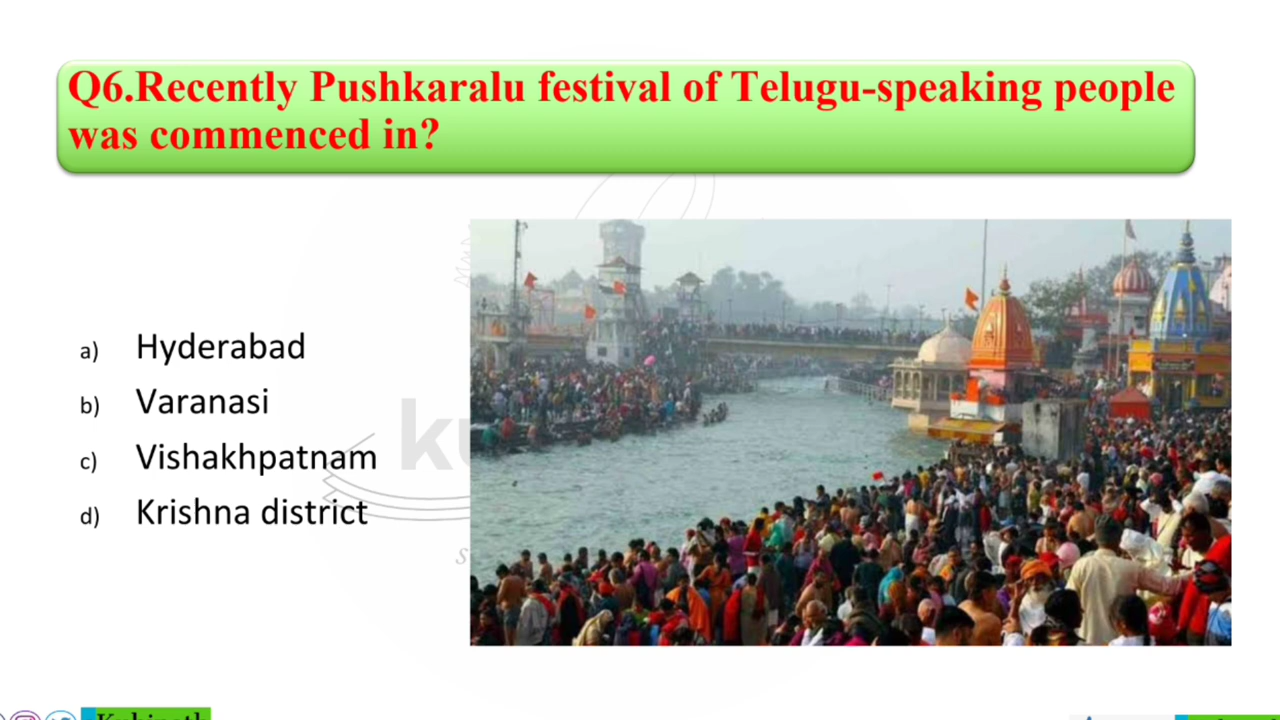 Q6.Recently Pushkaralu festival of Telugu-speaking people
was commenced in?
a) Hyderabad
b) Varanasi
c) Vishakhpatnam
d) Krishna district